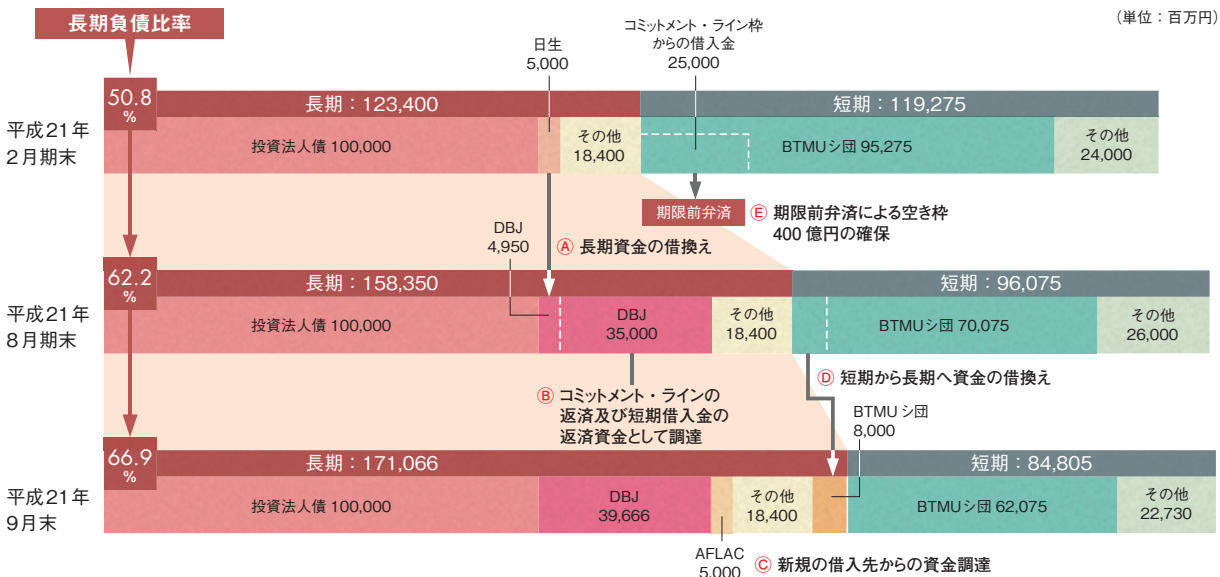 長期負債比率
（単位：百万円）
日生
5,000
コミットメント・ライン枠
からの借入金
25,000
50.8
%
長期：123,400
短期：119,275
平成21年
2月期末
投資法人債 100,000
その他
18,400
BTMUシ団 95,275
その他
24,000
期限前弁済
Ⓔ 期限前弁済による空き枠
400 億円の確保
DBJ
4,950
Ⓐ 長期資金の借換え
62.2
%
長期：158,350
短期：96,075
平成21年
8月期末
投資法人債 100,000
DBJ
35,000
その他
18,400
BTMUシ団 70,075
その他
26,000
Ⓑ コミットメント・ラインの
返済及び短期借入金の
返済資金として調達
Ⓓ 短期から長期へ資金の借換え
BTMU シ団
8,000
66.9
%
長期：171,066
短期：84,805
平成21年
9月末
投資法人債 100,000
DBJ
39,666
その他
18,400
BTMUシ団 62,075
その他
22,730
AFLAC
5,000
Ⓒ 新規の借入先からの資金調達